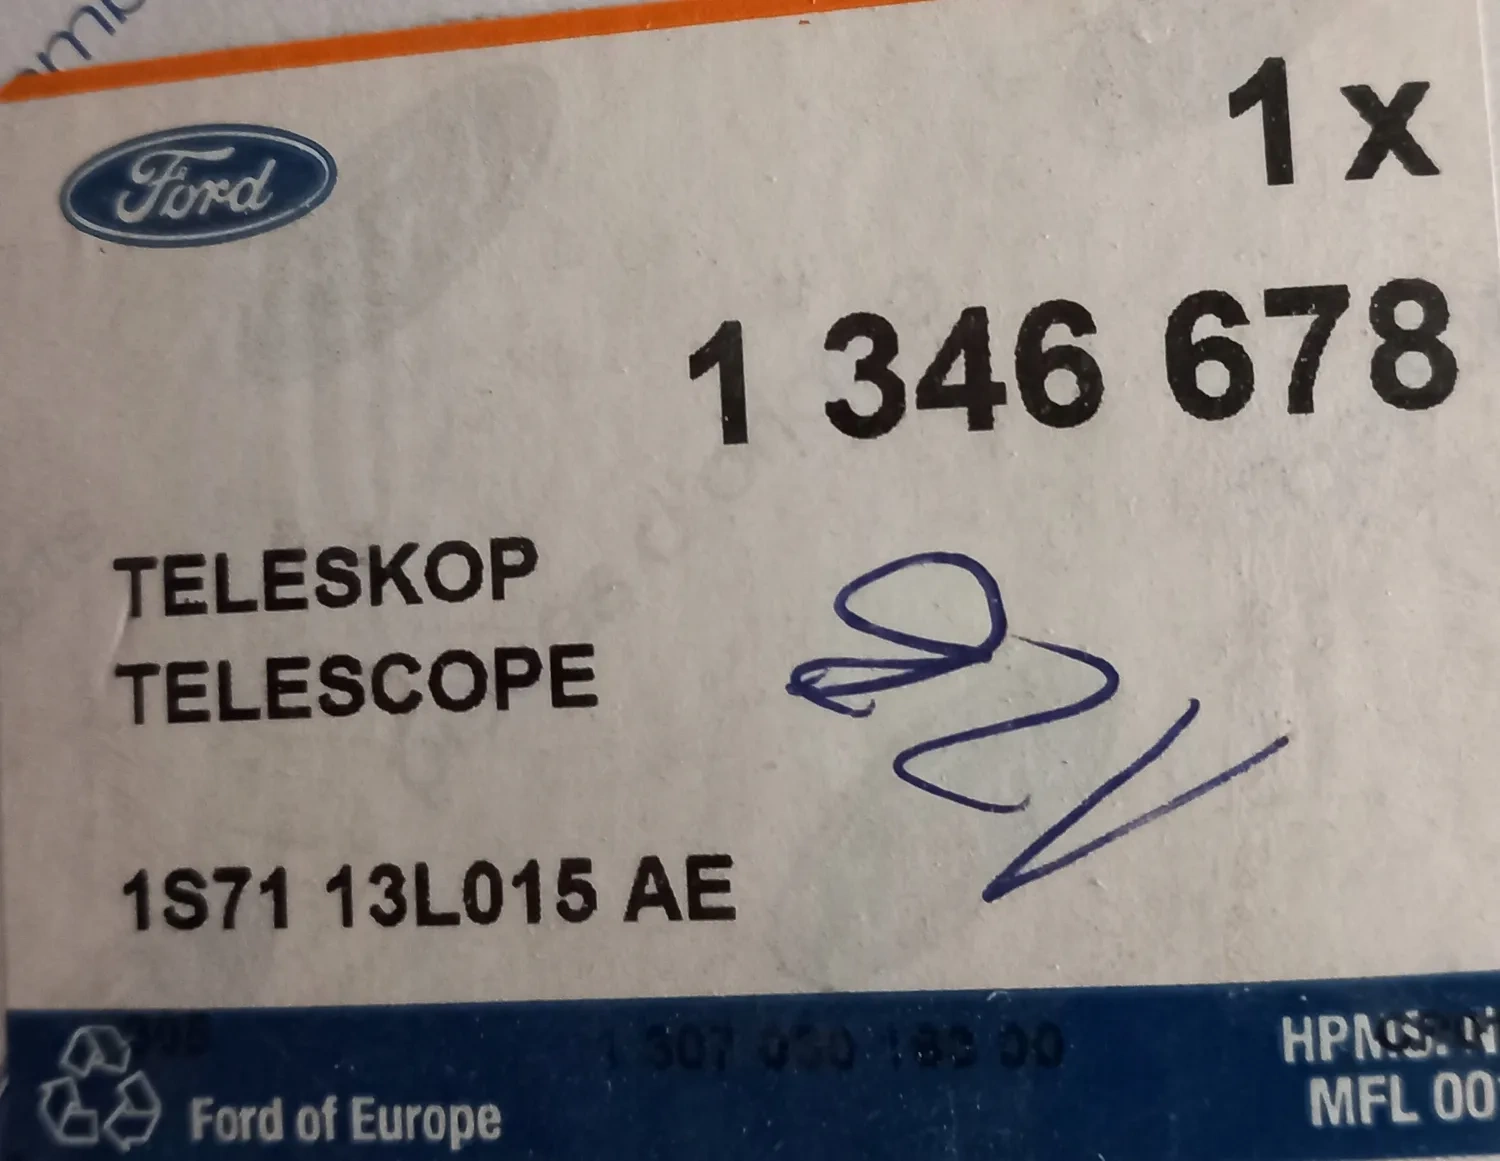 Ford
1 x
1 346 678
TELESKOP
TELESCOPE
1S71 13L015 AE
Ford of Europe
MFL 00